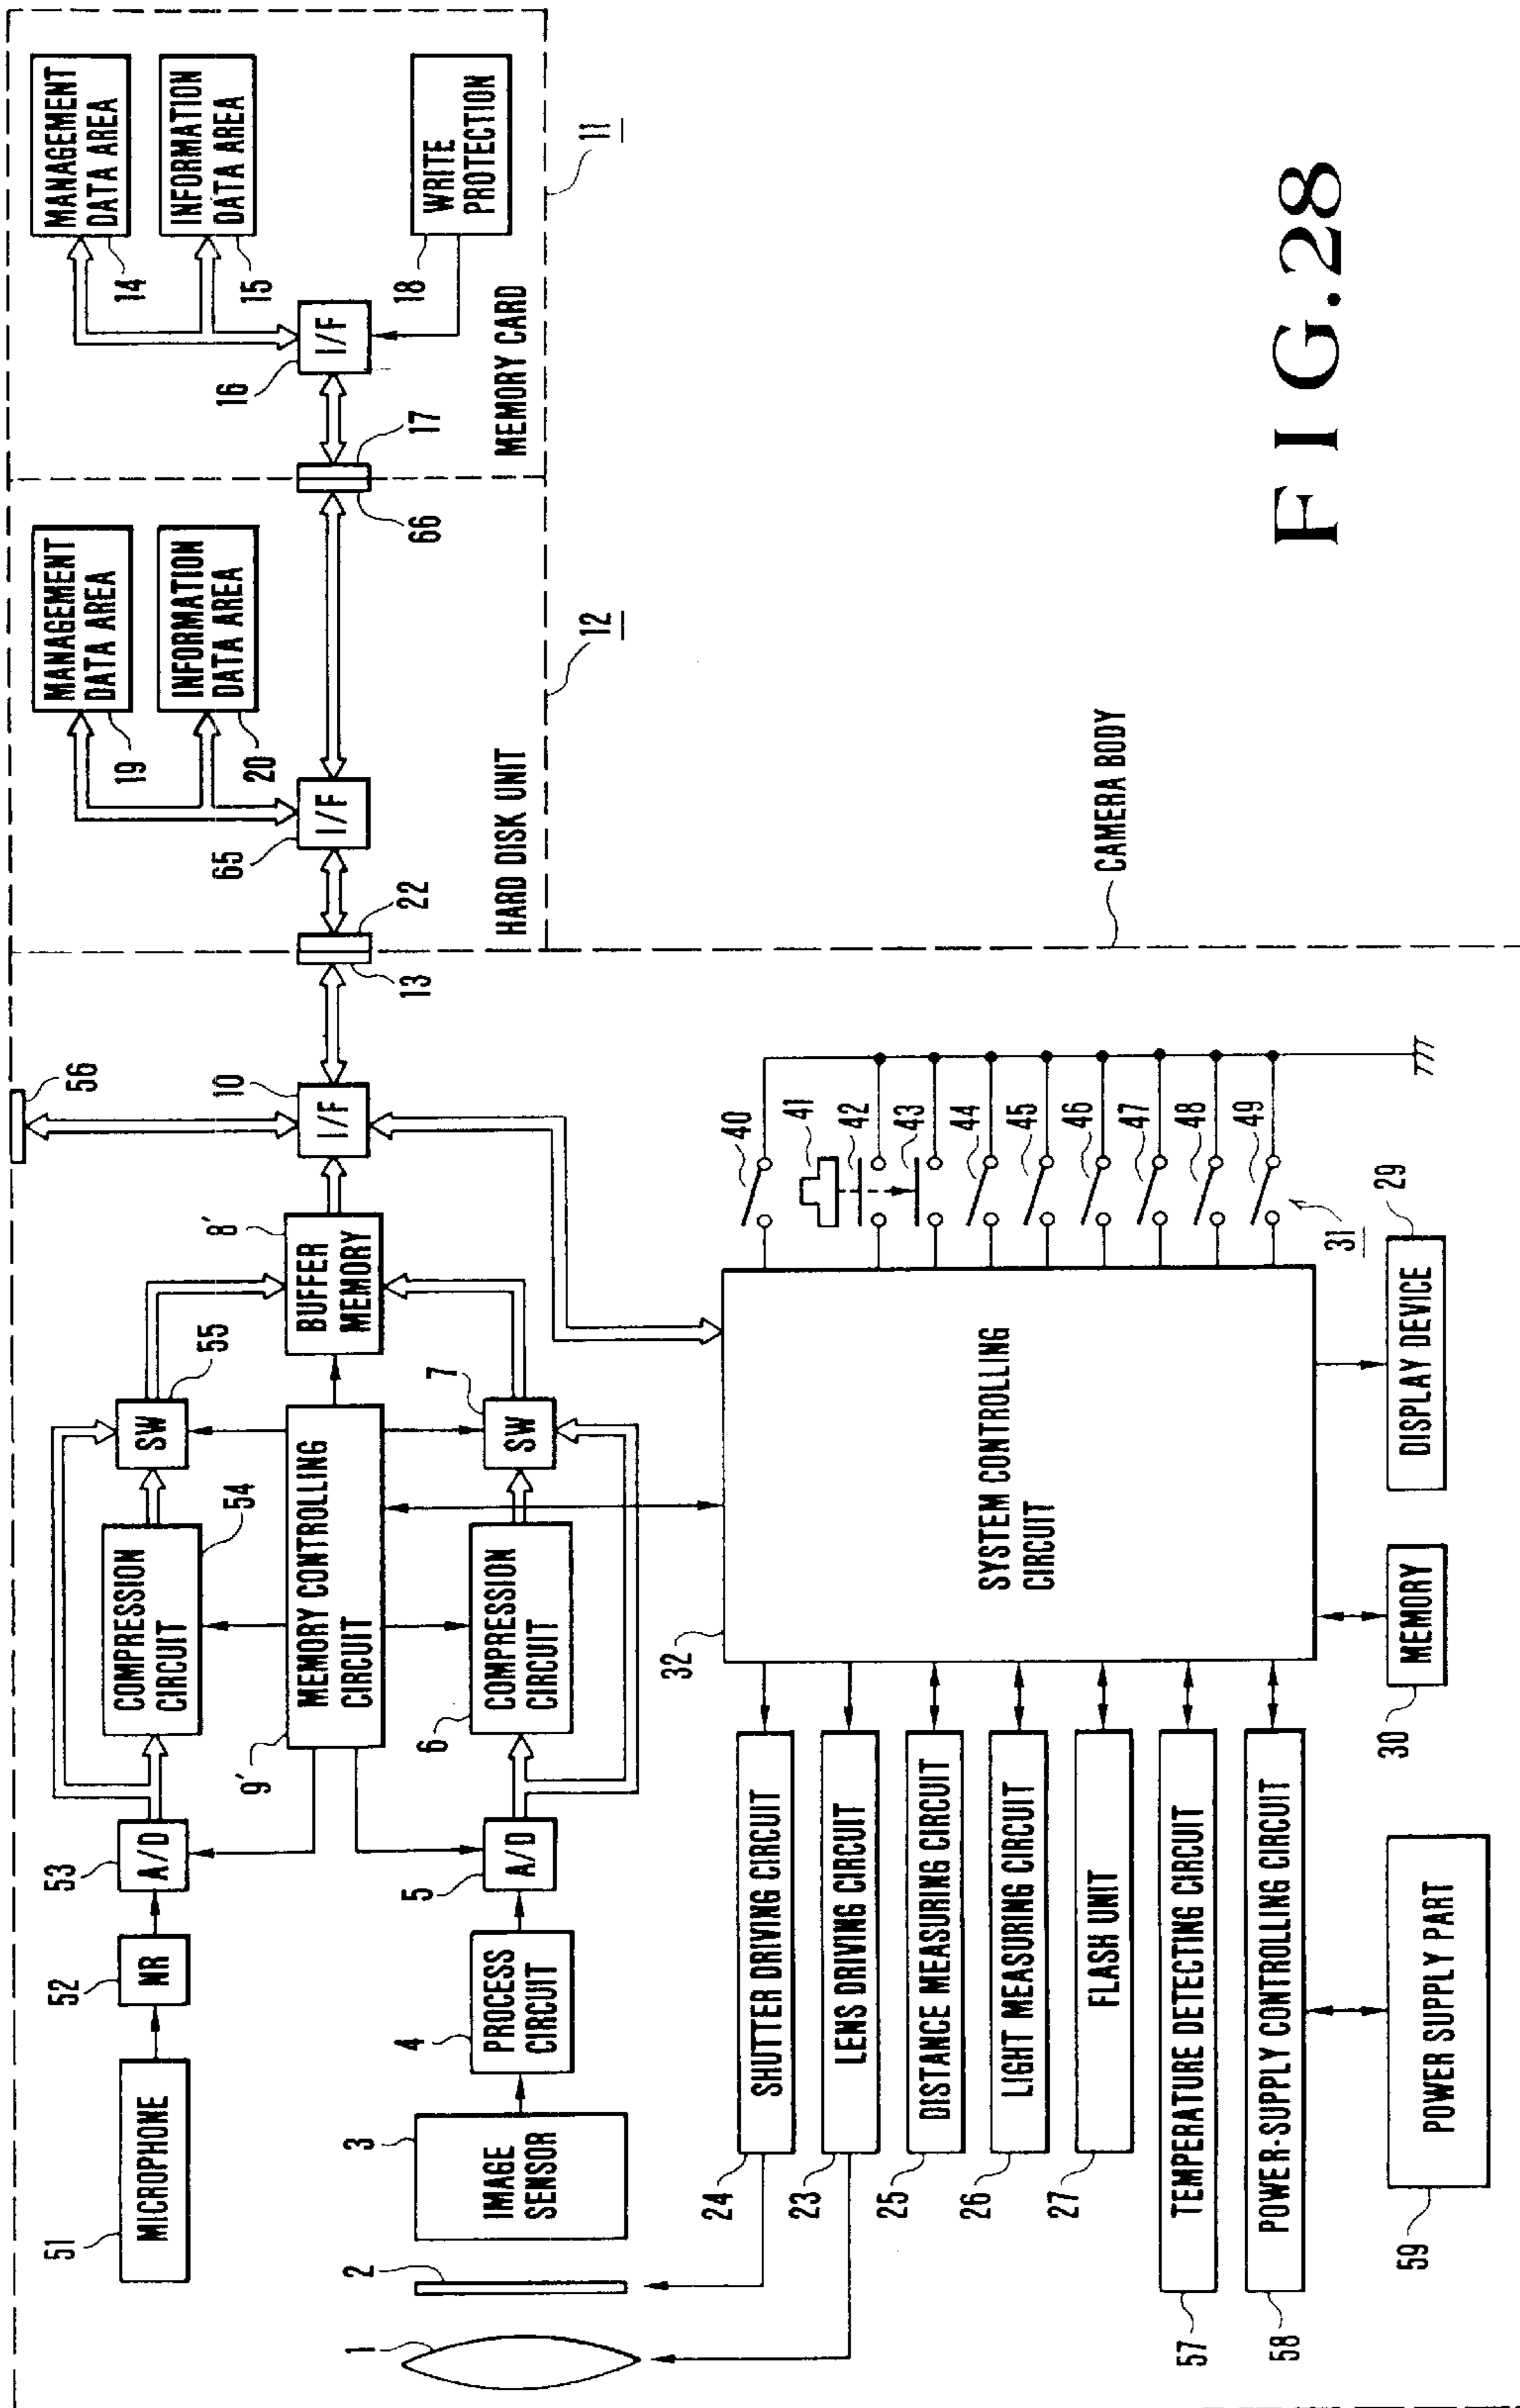 51
MICROPHONE
52
NR
53
A/D
COMPRESSION
CIRCUIT
54
SW
55
56
9'
MEMORY CONTROLLING
CIRCUIT
BUFFER
MEMORY
8'
I/F
10
13
22
65
I/F
19
MANAGEMENT
DATA AREA
20
INFORMATION
DATA AREA
HARD DISK UNIT
12
66
17
16
I/F
14
MANAGEMENT
DATA AREA
15
INFORMATION
DATA AREA
18
WRITE
PROTECTION
MEMORY CARD
11
1
2
3
IMAGE
SENSOR
4
PROCESS
CIRCUIT
5
A/D
6
COMPRESSION
CIRCUIT
7
SW
CAMERA BODY
24
SHUTTER DRIVING CIRCUIT
23
LENS DRIVING CIRCUIT
25
DISTANCE MEASURING CIRCUIT
26
LIGHT MEASURING CIRCUIT
27
FLASH UNIT
57
TEMPERATURE DETECTING CIRCUIT
58
POWER-SUPPLY CONTROLLING CIRCUIT
59
POWER SUPPLY PART
32
SYSTEM CONTROLLING
CIRCUIT
40
41
42
43
44
45
46
47
48
49
31
30
MEMORY
29
DISPLAY DEVICE
FIG.28